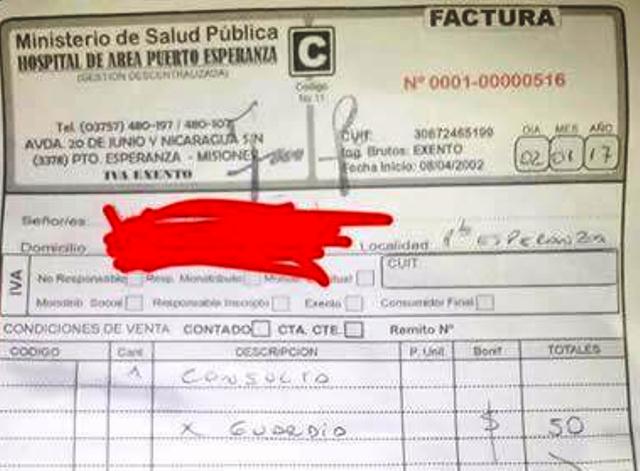 FACTURA
Ministerio de Salud Pública
HOSPITAL DE AREA PUERTO ESPERANZA
(GESTION DESCENTRALIZADA)
C
Codigo
No 11
Nº 0001-00000516
Tel. (03757) 480-197 / 480-107
AVDA. 20 DE JUNIO Y NICARAGUA S/N
(3378) PTO. ESPERANZA - MISIONES
IVA EXENTO
CUIT: 30672465199
Ing. Brutos: EXENTO
Fecha Inicio: 08/04/2002
DIA MES AÑO
02 01 17
Señor/es:
Domicilio Localidad Pto ESPERANZA
IVA
No Responsable Resp. Monotributo
CUIT:
Monotrib. Social Responsable Inscripto Exento Consumidor Final
CONDICIONES DE VENTA CONTADO CTA. CTE. Remito Nº
CODIGO Cant. DESCRIPCION P. Unit. Bonif. TOTALES
1 CONSULTA
X GUARDIA $ 50